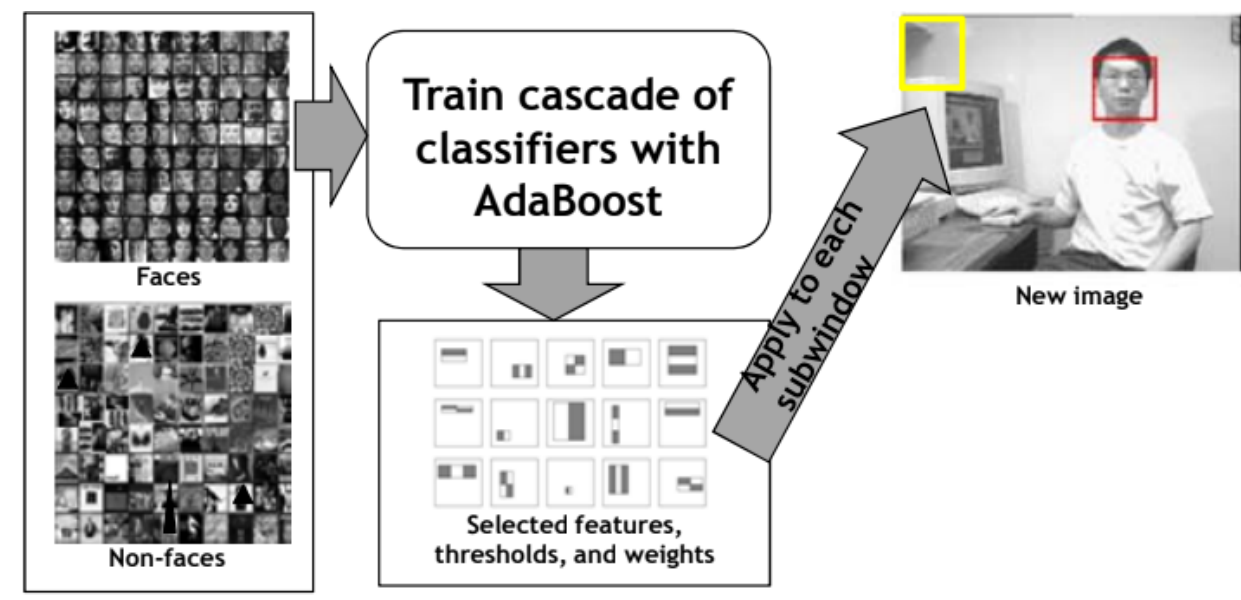 Faces
Non-faces
Train cascade of
classifiers with
AdaBoost
Selected features,
thresholds, and weights
Apply to each
subwindow
New image